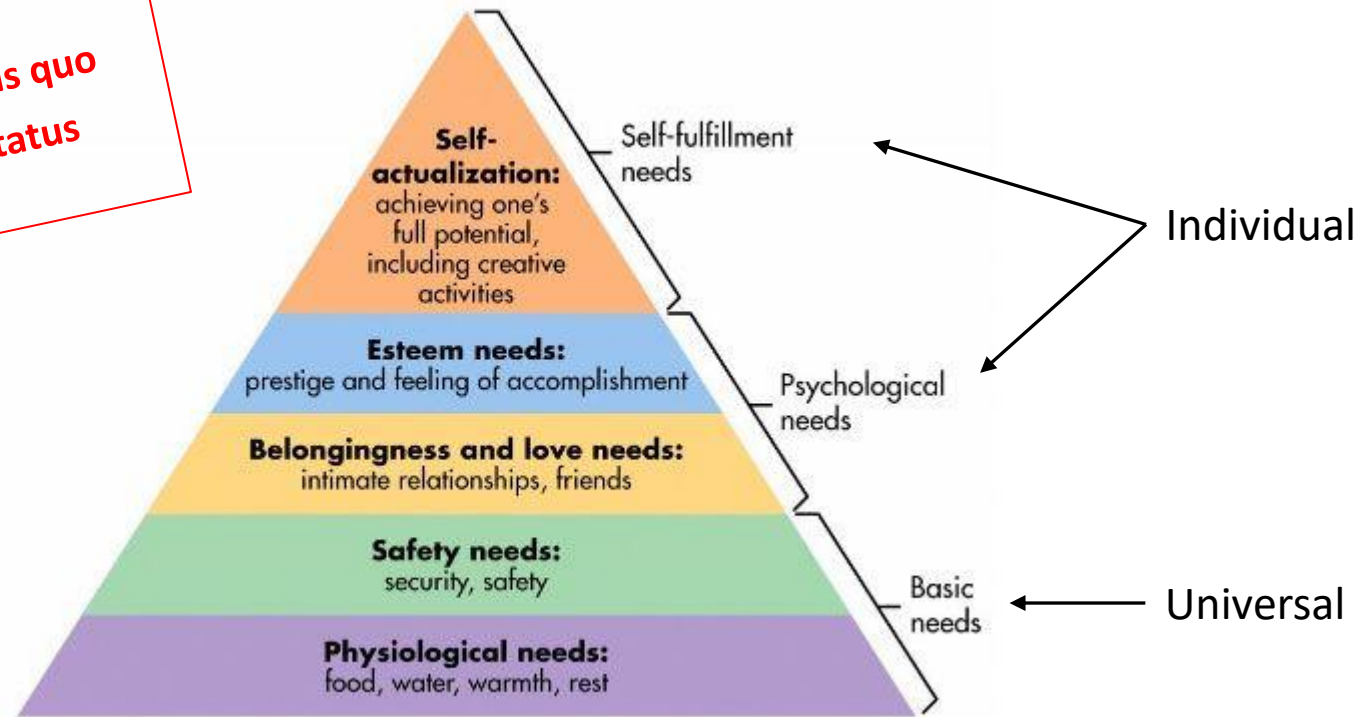 quo
Self-
actualization:
achieving one's
full potential,
including creative
activities
Self-fulfillment
needs
Individual
Esteem needs:
prestige and feeling of accomplishment
Psychological
needs
Belongingness and love needs:
intimate relationships, friends
Safety needs:
security, safety
Basic
needs
Universal
Physiological needs:
food, water, warmth, rest